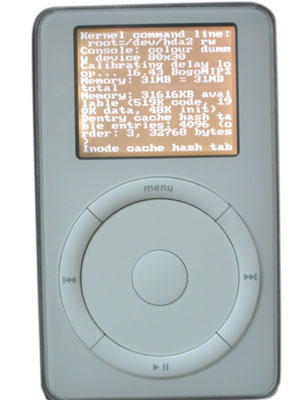 Kernel command line:
 root=/dev/hda2 rw
Console: colour dumm
y device 80x30
Calibrating delay lo
op... 16.43 BogoMIPS
Memory: 31MB = 31MB
total
Memory: 31616KB avai
lable (519K code, 19
0K data, 48K init)
Dentry cache hash ta
ble entries: 4096 (o
rder: 3, 32768 bytes
)
Inode cache hash tab
menu